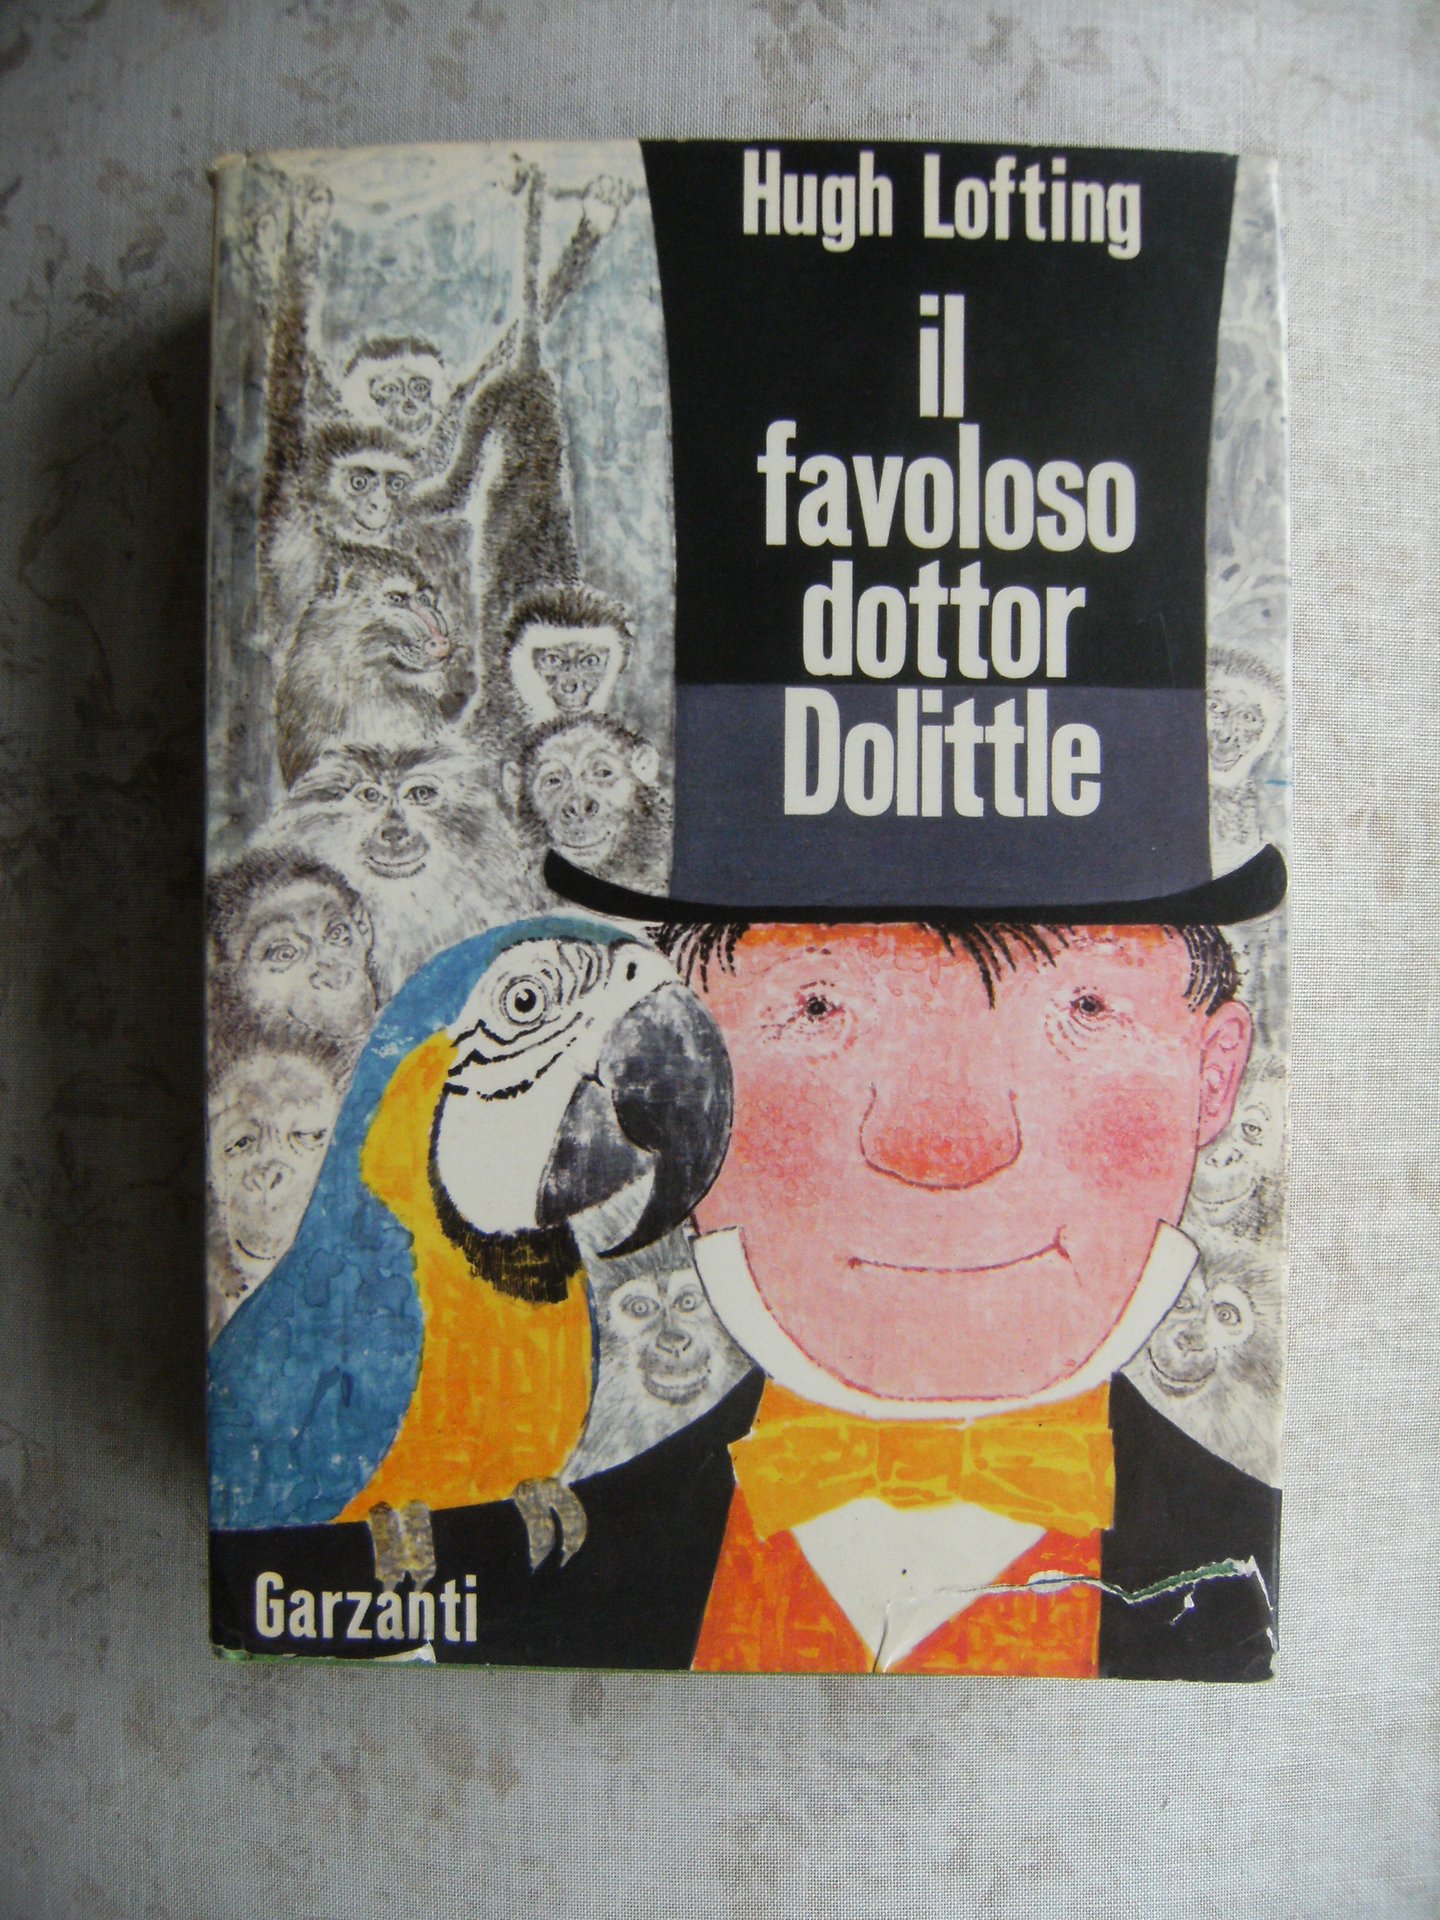 Hugh Lofting
il
favoloso
dottor
Dolittle
Garzanti